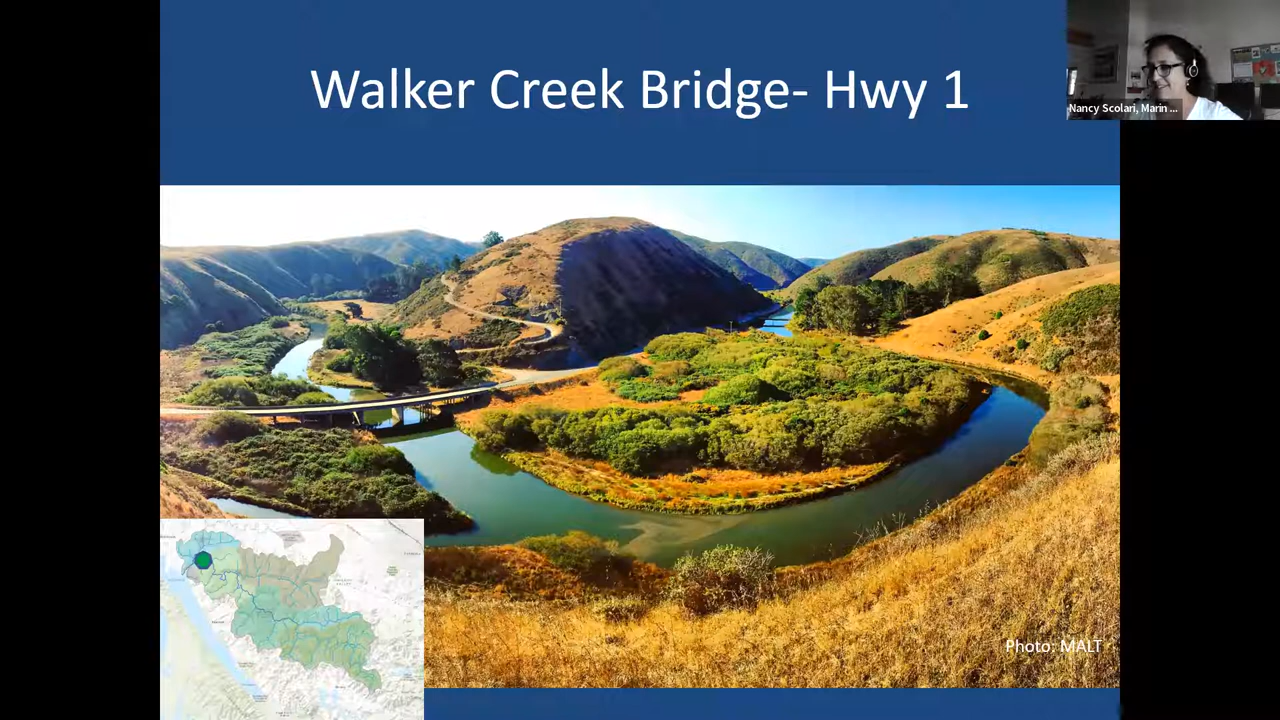 Walker Creek Bridge- Hwy 1
Nancy Scolari, Marin ...
Photo: MALT